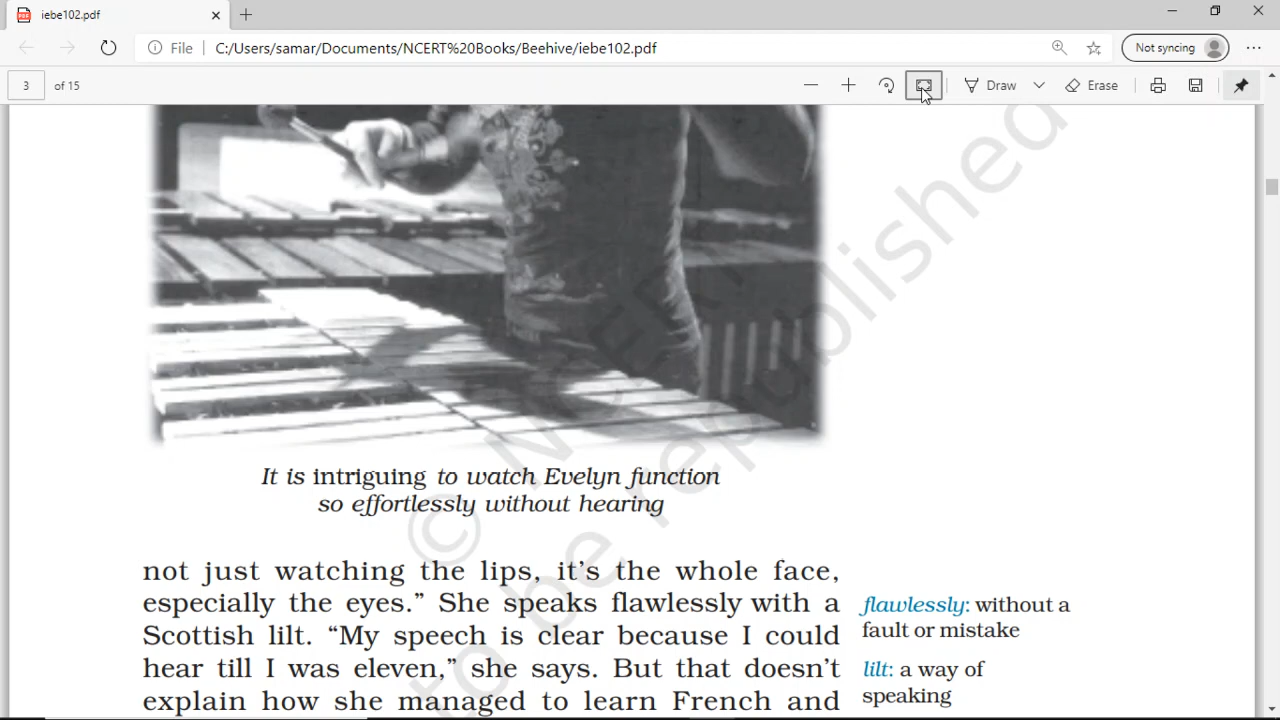 iebe102.pdf
File C:/Users/samar/Documents/NCERT%20Books/Beehive/iebe102.pdf Not syncing
3 of 15 Draw Erase
© NCERT
to be republished
It is intriguing to watch Evelyn function
so effortlessly without hearing
not just watching the lips, it’s the whole face,
especially the eyes.” She speaks flawlessly with a
Scottish lilt. “My speech is clear because I could
hear till I was eleven,” she says. But that doesn’t
explain how she managed to learn French and
flawlessly: without a
fault or mistake
lilt: a way of
speaking